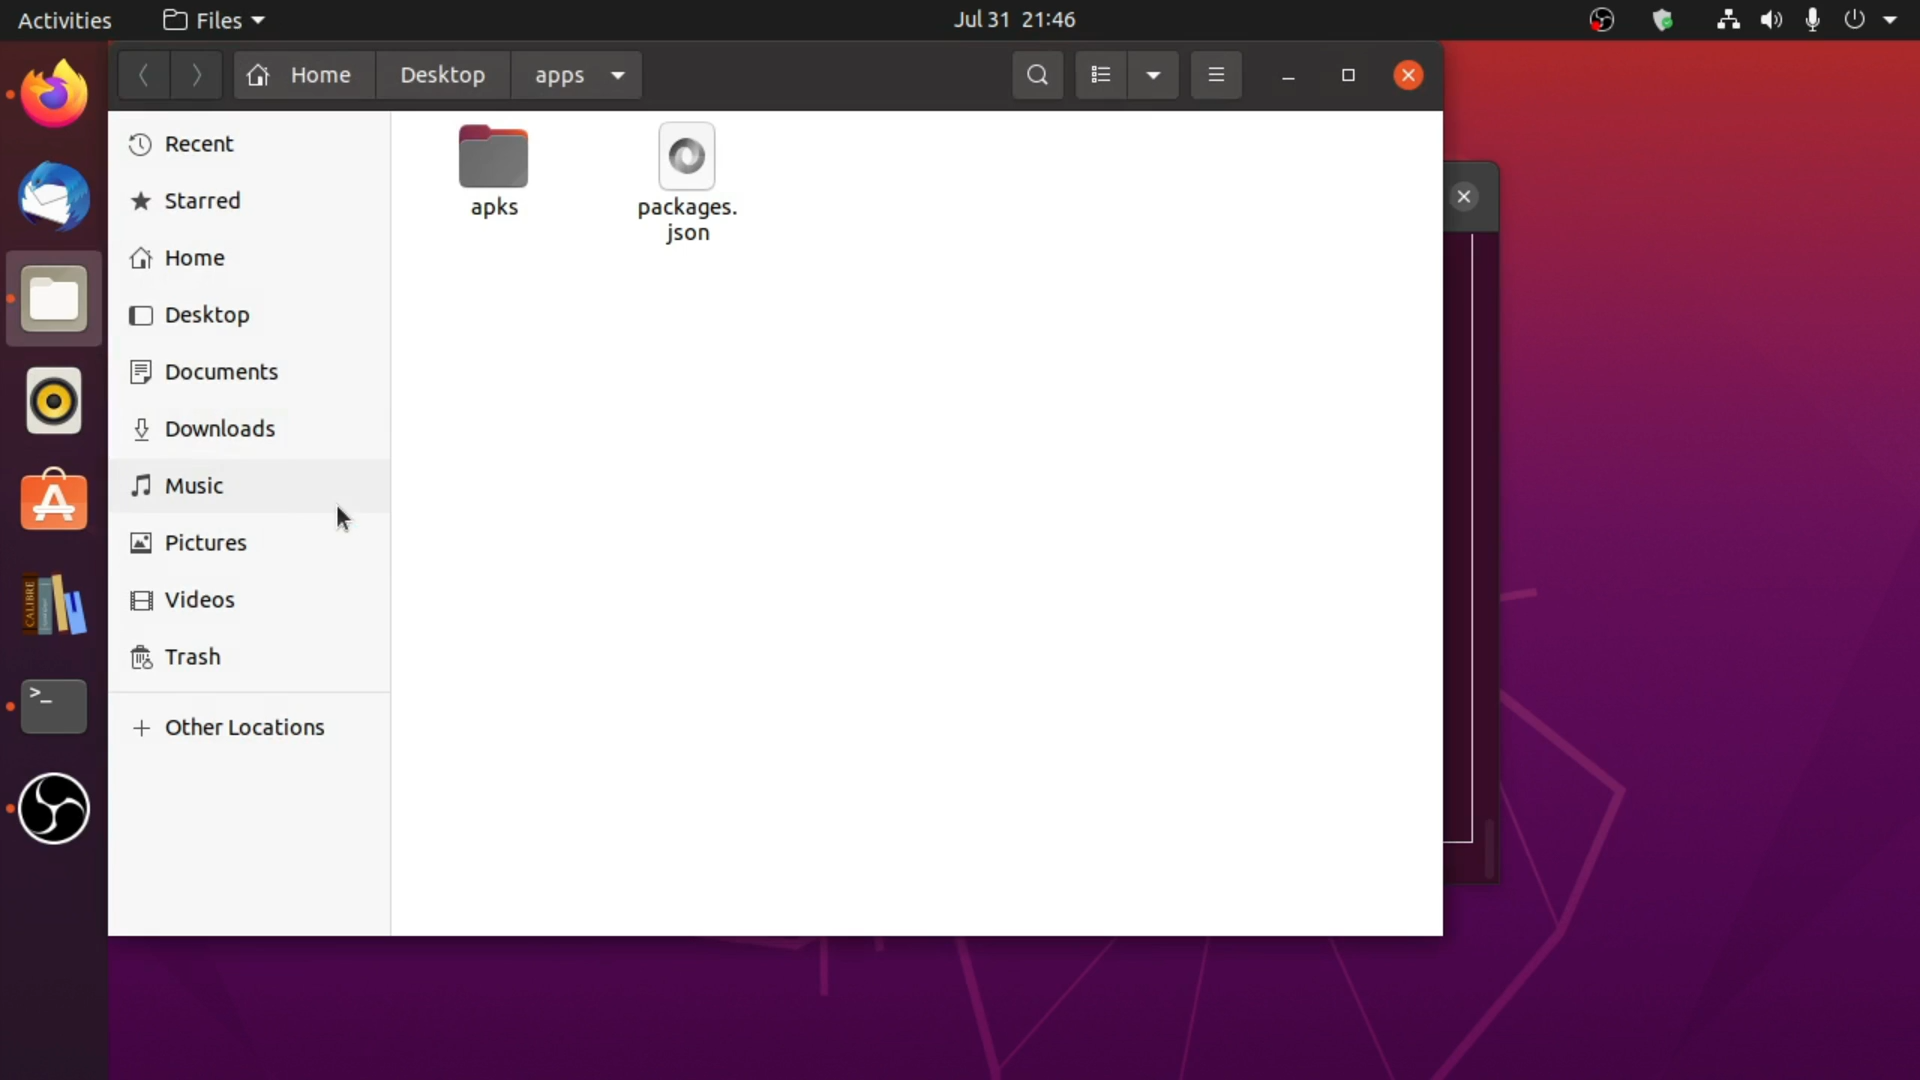 Activities
Files
Jul 31 21:46
Home
Desktop
apps
Recent
Starred
Home
Desktop
Documents
Downloads
Music
Pictures
Videos
Trash
Other Locations
apks
packages.
json
CALIBRE
>_